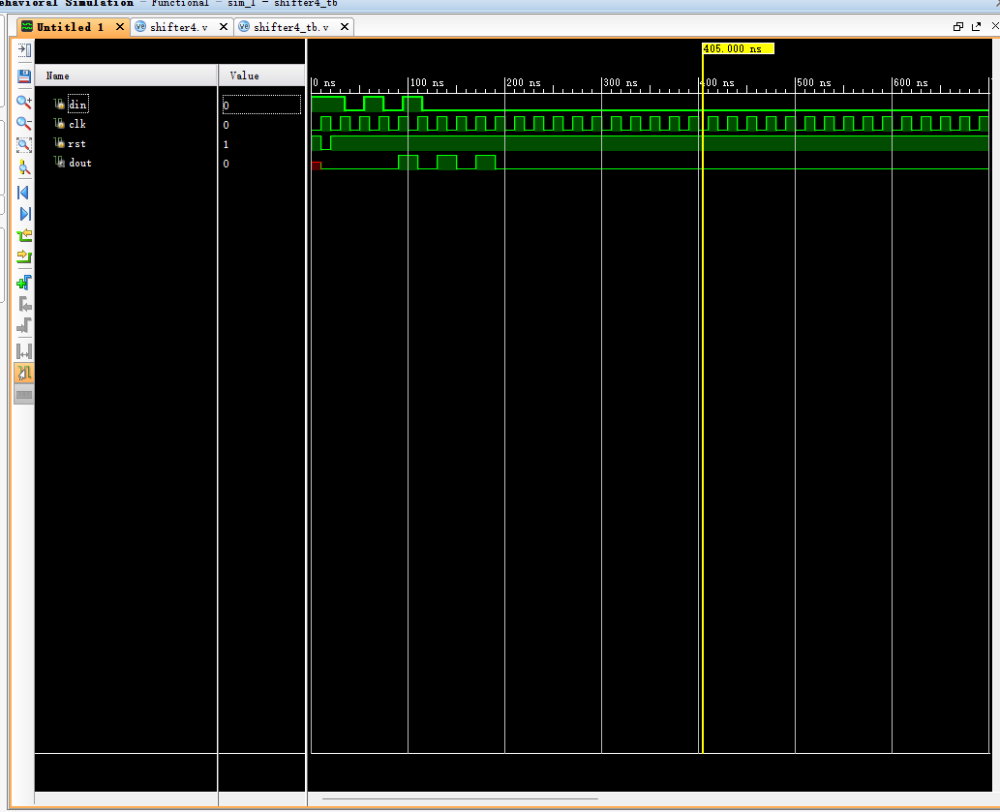 ehavioral Simulation - Functional - sim_1 - shifter4_tb
Untitled 1 shifter4.v shifter4_tb.v
405.000 ns
Name Value
0 ns 100 ns 200 ns 300 ns 400 ns 500 ns 600 ns
din 0
clk 0
rst 1
dout 0